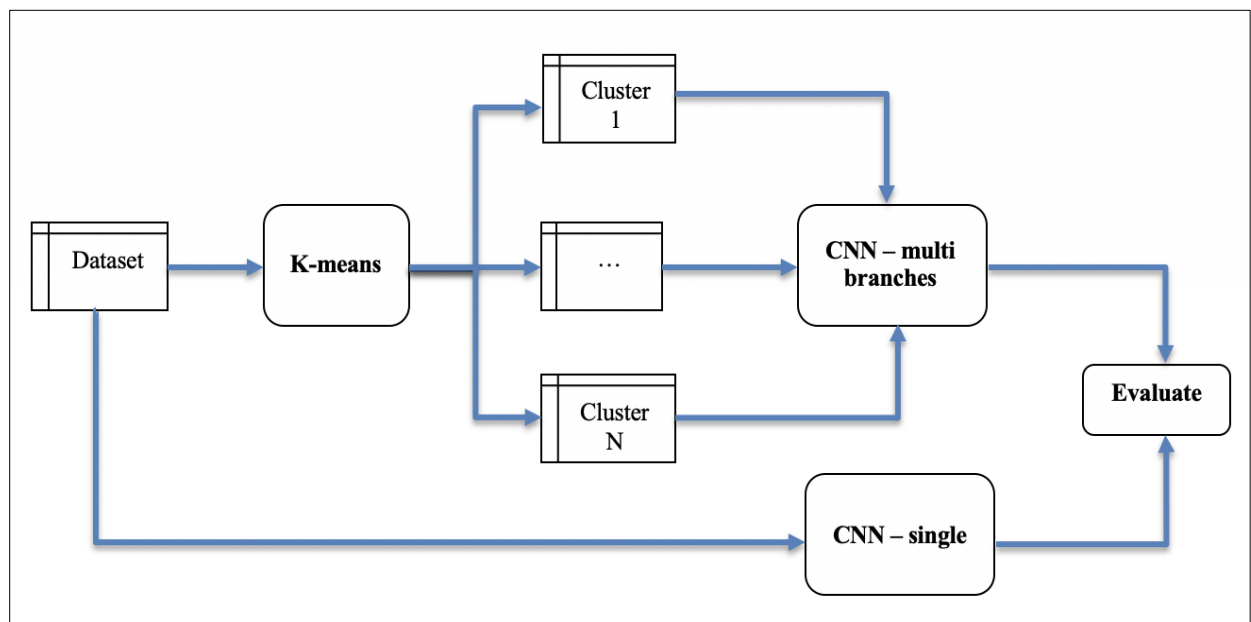 Cluster
1
Dataset
K-means
...
CNN – multi
branches
Evaluate
Cluster
N
CNN – single